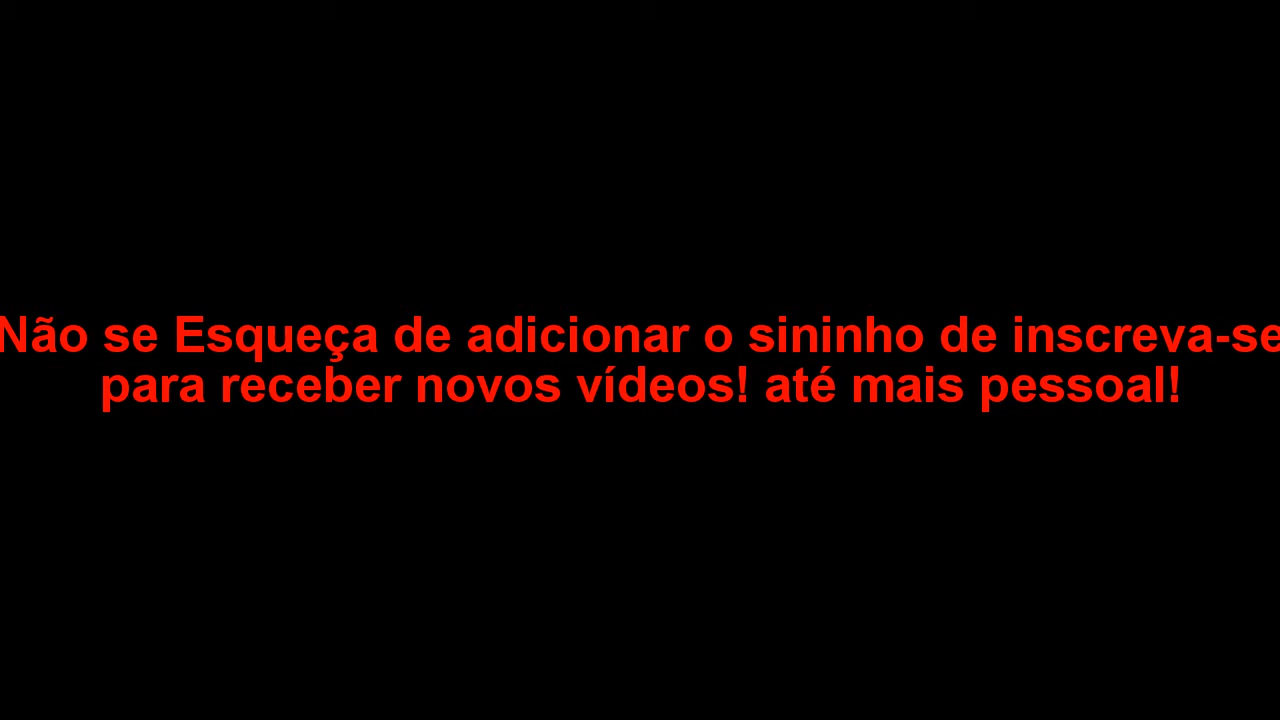 Não se Esqueça de adicionar o sininho de inscreva-se
para receber novos vídeos! até mais pessoal!